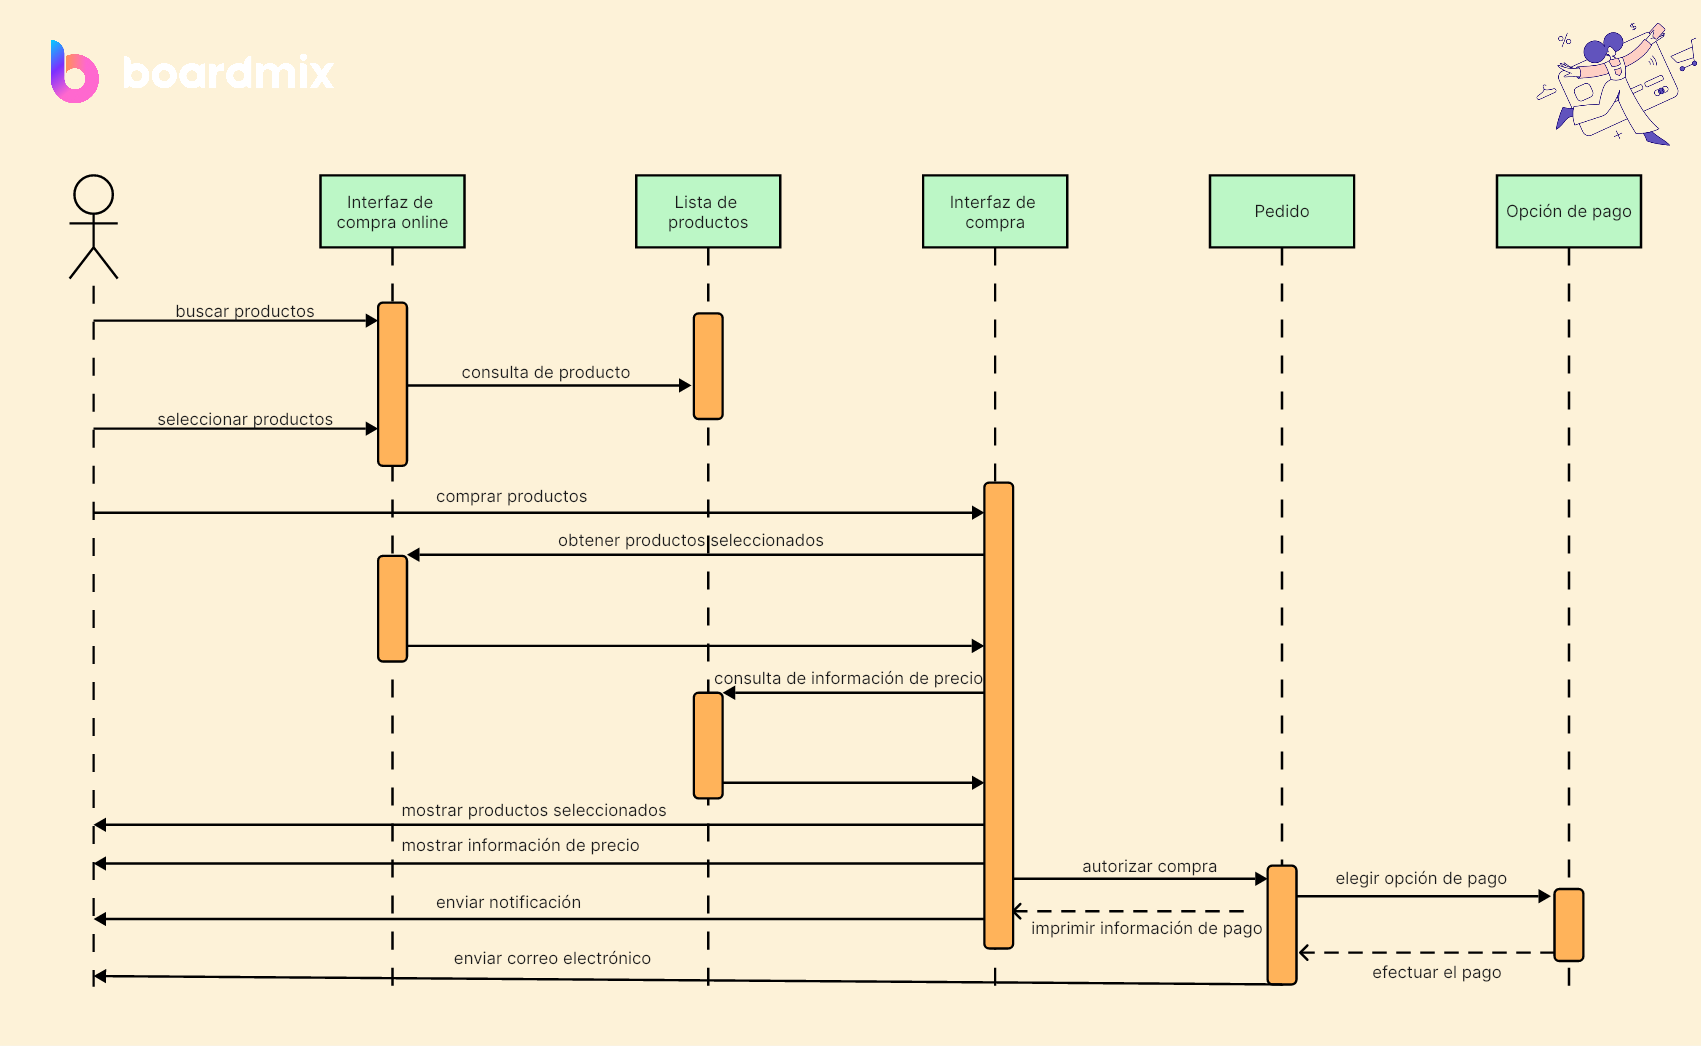 boardmix
Interfaz de
compra online
Lista de
productos
Interfaz de
compra
Pedido
Opción de pago
buscar productos
consulta de producto
seleccionar productos
comprar productos
obtener productos seleccionados
consulta de información de precio
mostrar productos seleccionados
mostrar información de precio
autorizar compra
elegir opción de pago
enviar notificación
imprimir información de pago
enviar correo electrónico
efectuar el pago